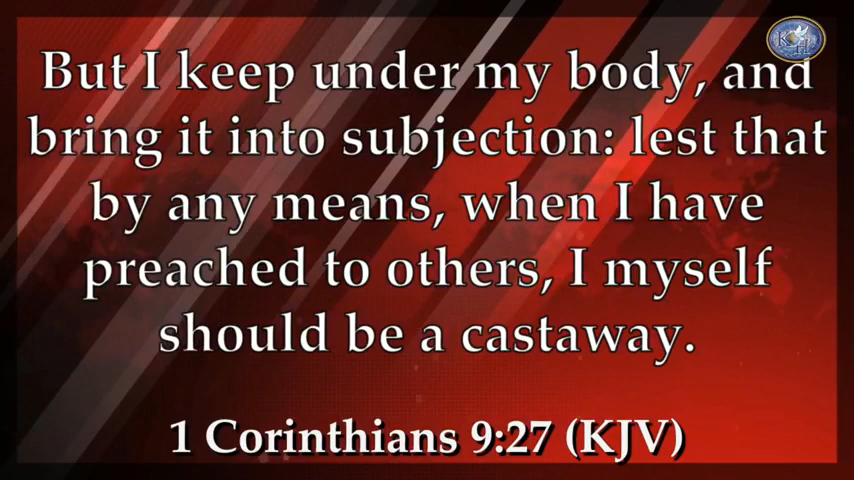 But I keep under my body, and
bring it into subjection: lest that
by any means, when I have
preached to others, I myself
should be a castaway.
1 Corinthians 9:27 (KJV)